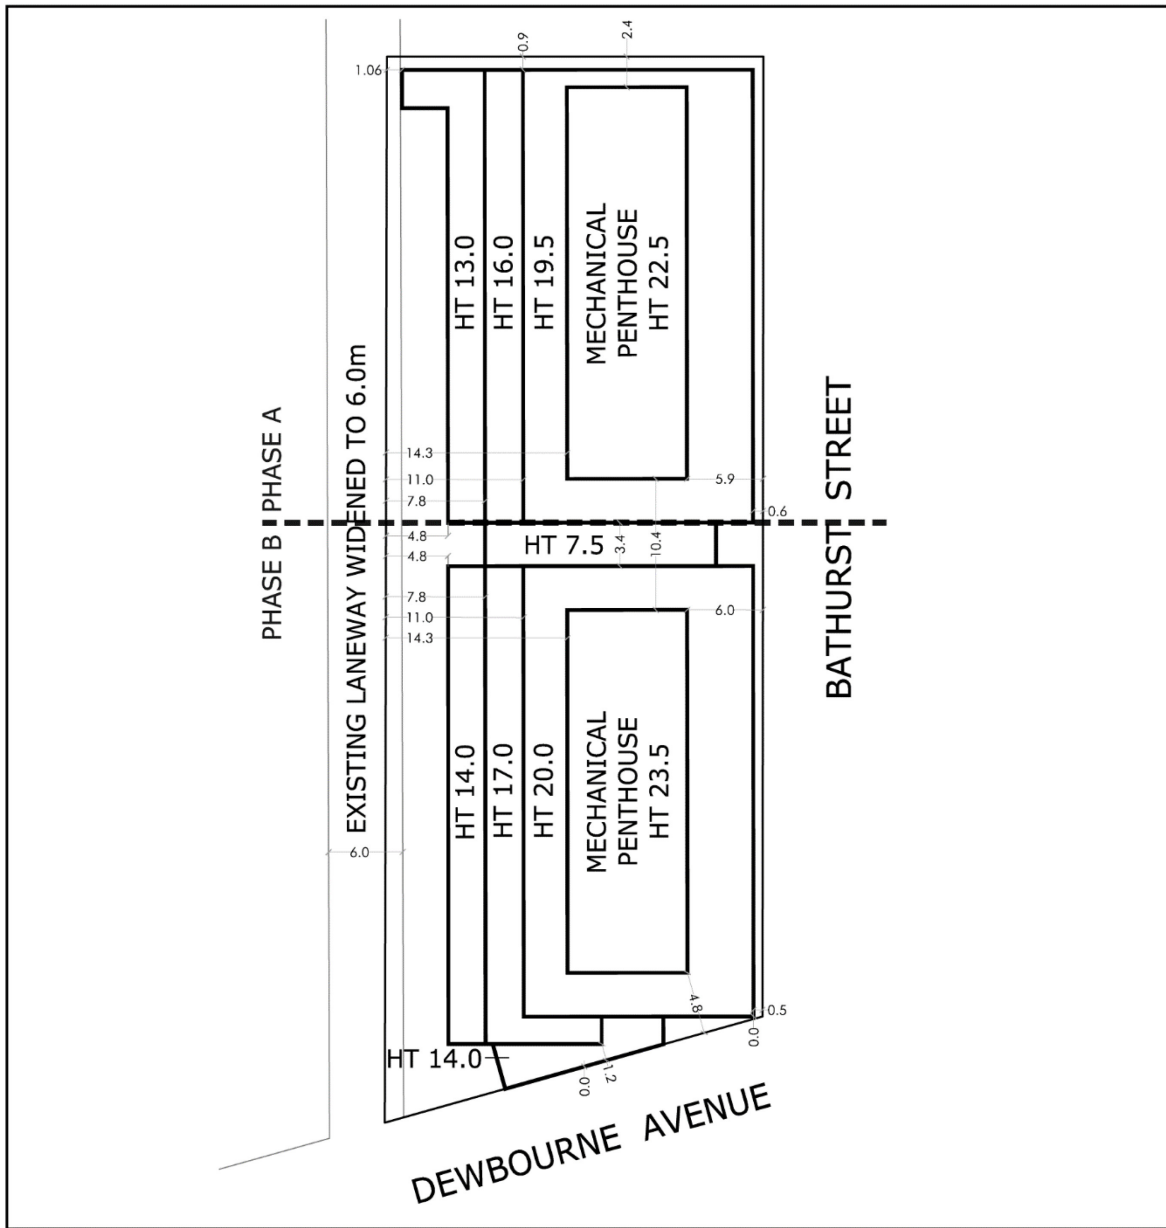 2.4
0.9
1.06
HT 13.0
HT 16.0
HT 19.5
MECHANICAL
PENTHOUSE
HT 22.5
EXISTING LANEWAY WIDENED TO 6.0m
PHASE A
PHASE B
BATHURST STREET
14.3
11.0
5.9
7.8
0.6
4.8
HT 7.5
3.4
10.4
4.8
7.8
6.0
11.0
14.3
HT 14.0
HT 17.0
HT 20.0
MECHANICAL
PENTHOUSE
HT 23.5
6.0
4.8
0.5
0.0
HT 14.0
1.2
0.0
DEWBOURNE AVENUE